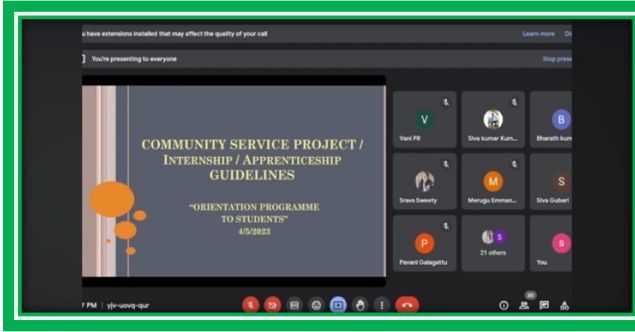 u have extensions installed that may affect the quality of your call
Learn more
You're presenting to everyone
Stop prese
COMMUNITY SERVICE PROJECT /
INTERNSHIP / APPRENTICESHIP
GUIDELINES
"ORIENTATION PROGRAMME
TO STUDENTS"
4/5/2023
V
Vani PR
Siva kumar Kum...
B
Bharath kum
Sravs Sweety
M
Merugu Emman...
S
Siva Gubari
P
Pavani Galagattu
S
21 others
S
You
7 PM | yjv-uovq-qur
30